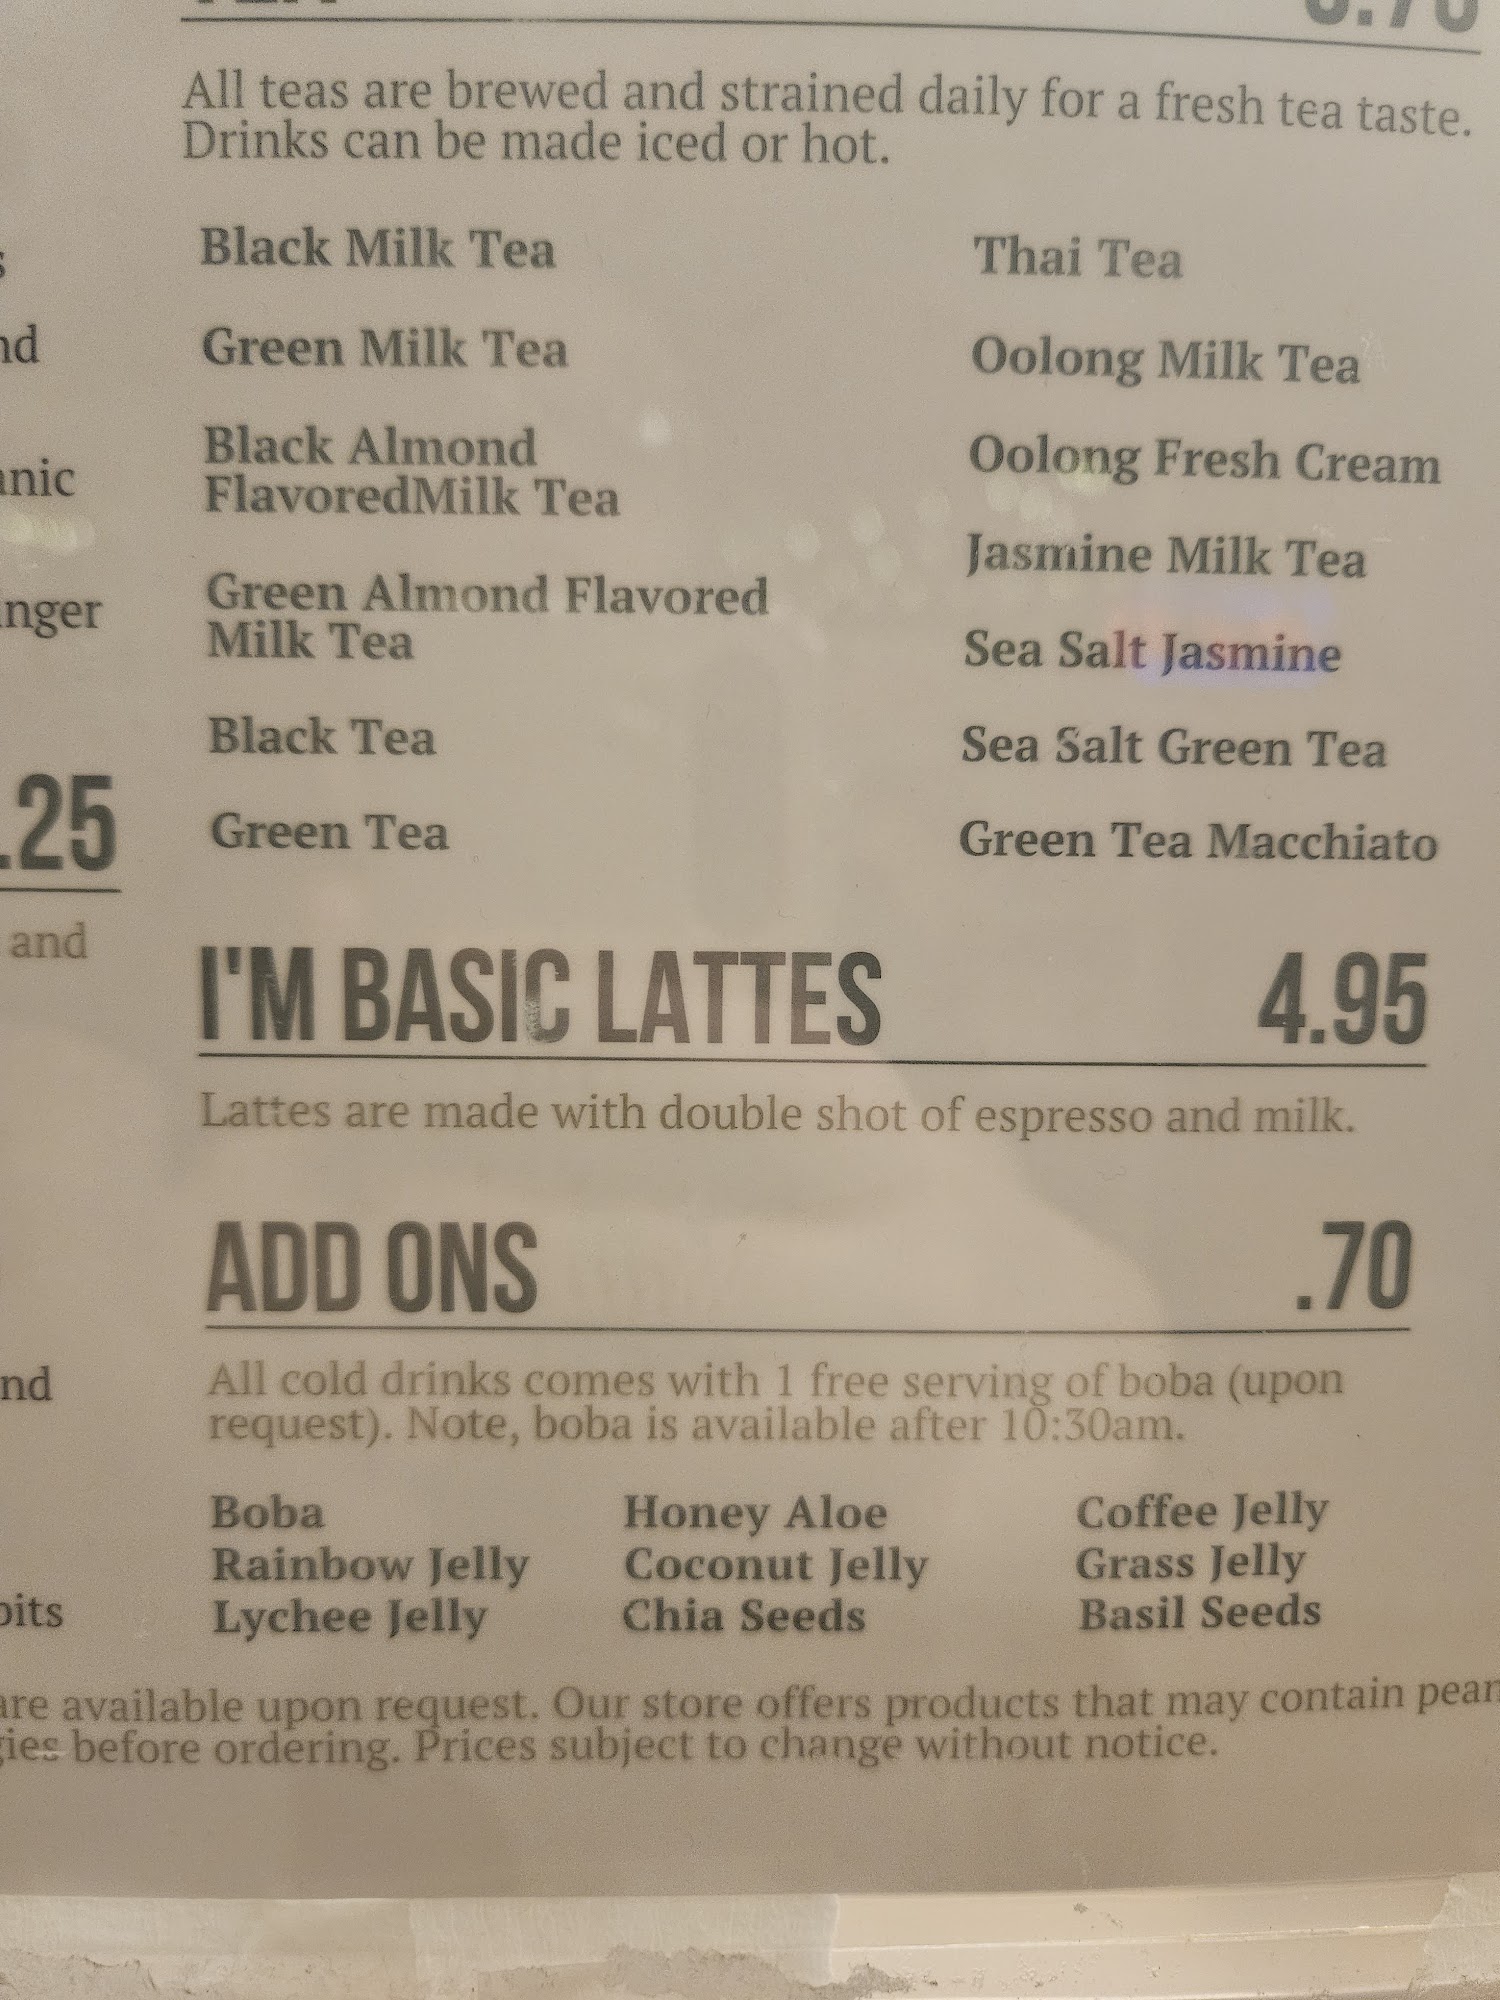 All teas are brewed and strained daily for a fresh tea taste.
Drinks can be made iced or hot.
Black Milk Tea
Green Milk Tea
Black Almond
FlavoredMilk Tea
Green Almond Flavored
Milk Tea
Black Tea
Green Tea
Thai Tea
Oolong Milk Tea
Oolong Fresh Cream
Jasmine Milk Tea
Sea Salt Jasmine
Sea Salt Green Tea
Green Tea Macchiato
.25
and
I'M BASIC LATTES 4.95
Lattes are made with double shot of espresso and milk.
ADD ONS .70
All cold drinks comes with 1 free serving of boba (upon
request). Note, boba is available after 10:30am.
Boba Honey Aloe Coffee Jelly
Rainbow Jelly Coconut Jelly Grass Jelly
Lychee Jelly Chia Seeds Basil Seeds
are available upon request. Our store offers products that may contain
before ordering. Prices subject to change without notice.